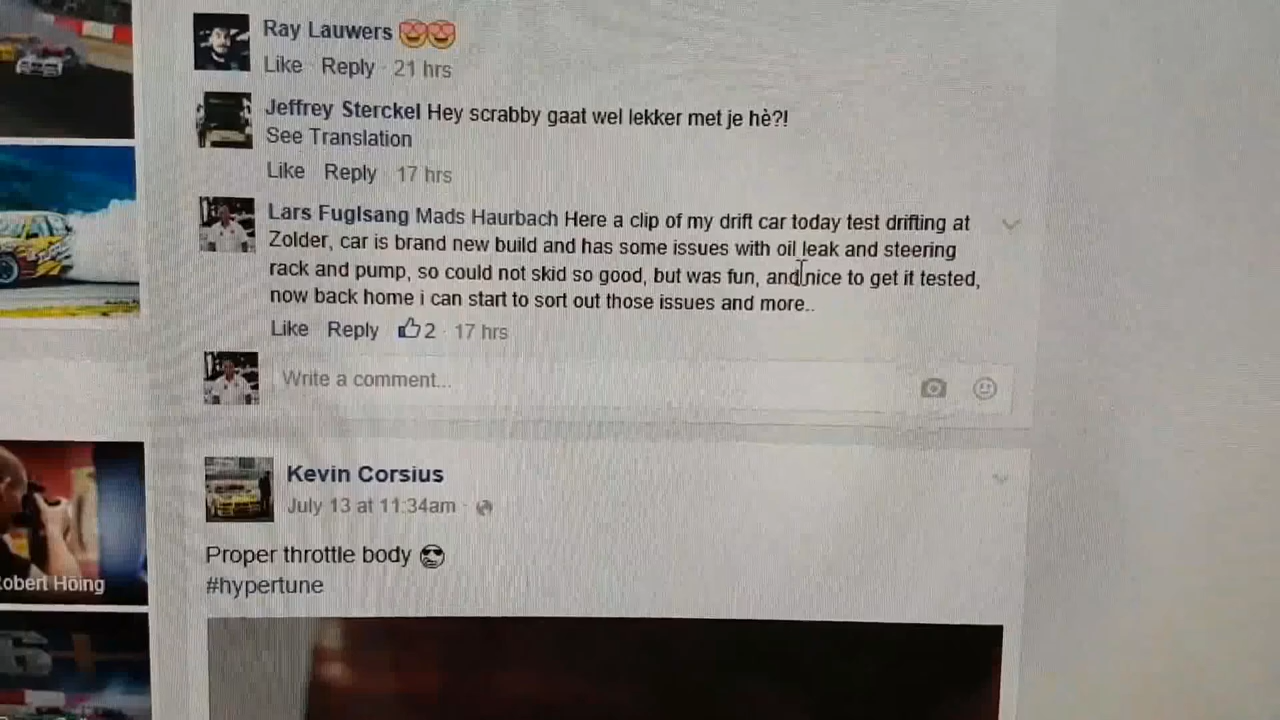 Ray Lauwers 😍😍
Like Reply · 21 hrs
Jeffrey Sterckel Hey scrabby gaat wel lekker met je hè?!
See Translation
Like Reply · 17 hrs
Lars Fuglsang Mads Haurbach Here a clip of my drift car today test drifting at
Zolder, car is brand new build and has some issues with oil leak and steering
rack and pump, so could not skid so good, but was fun, and nice to get it tested,
now back home i can start to sort out those issues and more..
Like Reply 2 · 17 hrs
Write a comment...
Kevin Corsius
July 13 at 11:34am ·
obert Höing
Proper throttle body 😎
#hypertune